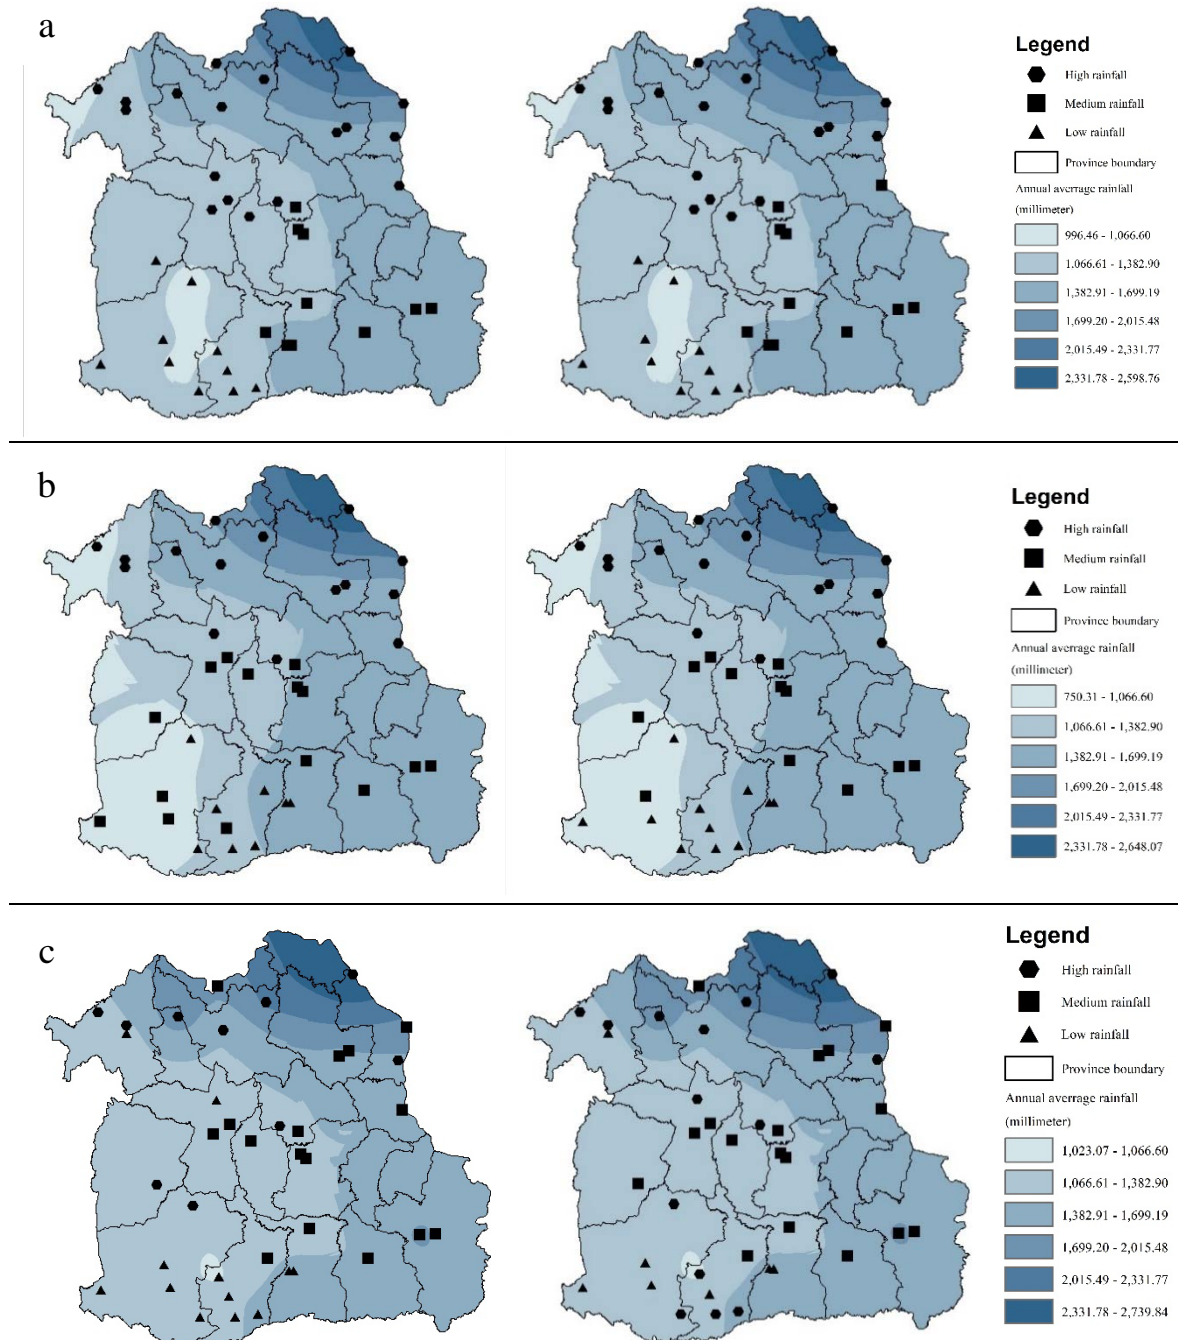 a
Legend
High rainfall
Medium rainfall
Low rainfall
Province boundary
Annual averrage rainfall
(millimeter)
996.46 - 1,066.60
1,066.61 - 1,382.90
1,382.91 - 1,699.19
1,699.20 - 2,015.48
2,015.49 - 2,331.77
2,331.78 - 2,598.76
b
Legend
High rainfall
Medium rainfall
Low rainfall
Province boundary
Annual averrage rainfall
(millimeter)
750.31 - 1,066.60
1,066.61 - 1,382.90
1,382.91 - 1,699.19
1,699.20 - 2,015.48
2,015.49 - 2,331.77
2,331.78 - 2,648.07
c
Legend
High rainfall
Medium rainfall
Low rainfall
Province boundary
Annual averrage rainfall
(millimeter)
1,023.07 - 1,066.60
1,066.61 - 1,382.90
1,382.91 - 1,699.19
1,699.20 - 2,015.48
2,015.49 - 2,331.77
2,331.78 - 2,739.84